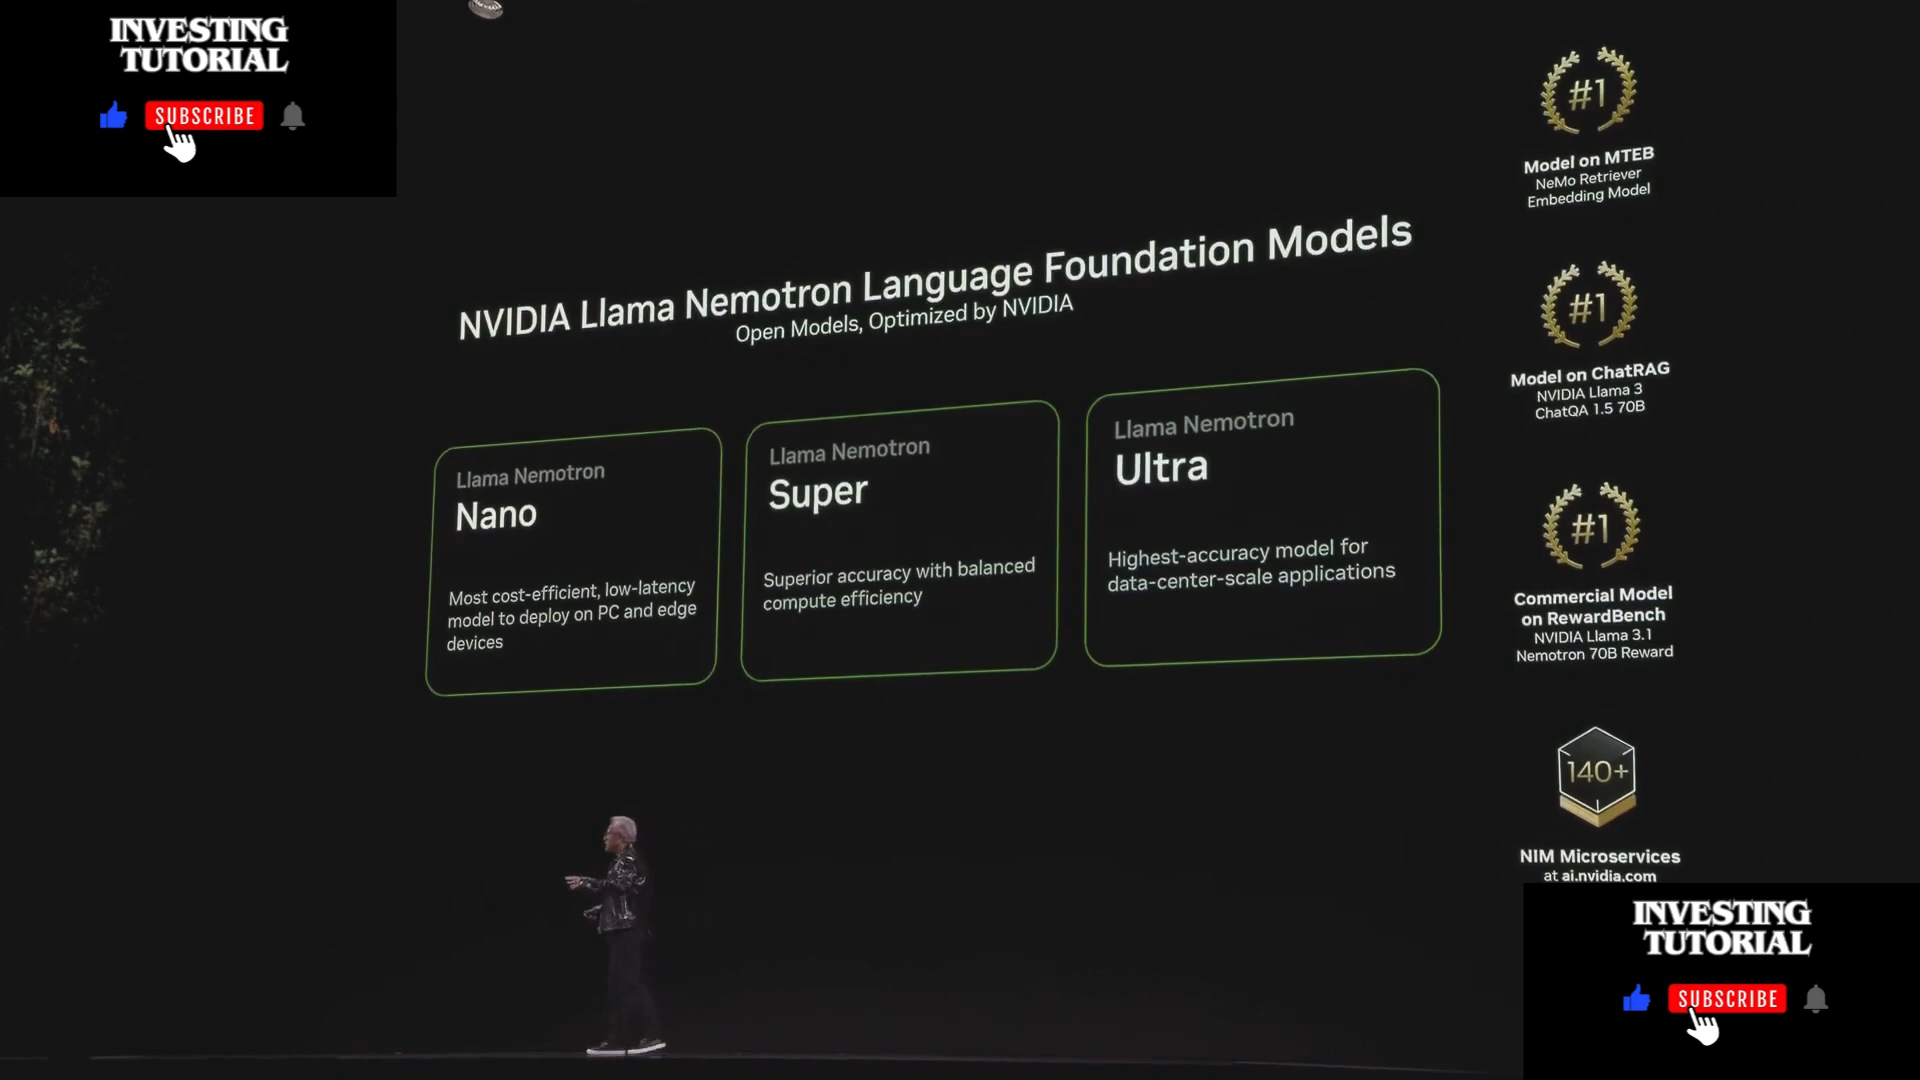 INVESTING
TUTORIAL
SUBSCRIBE
NVIDIA Llama Nemotron Language Foundation Models
Open Models, Optimized by NVIDIA
Llama Nemotron
Nano
Most cost-efficient, low-latency
model to deploy on PC and edge
devices
Llama Nemotron
Super
Superior accuracy with balanced
compute efficiency
Llama Nemotron
Ultra
Highest-accuracy model for
data-center-scale applications
#1
Model on MTEB
NeMo Retriever
Embedding Model
#1
Model on ChatRAG
NVIDIA Llama 3
ChatQA 1.5 70B
#1
Commercial Model
on RewardBench
NVIDIA Llama 3.1
Nemotron 70B Reward
140+
NIM Microservices
at ai.nvidia.com
INVESTING
TUTORIAL
SUBSCRIBE